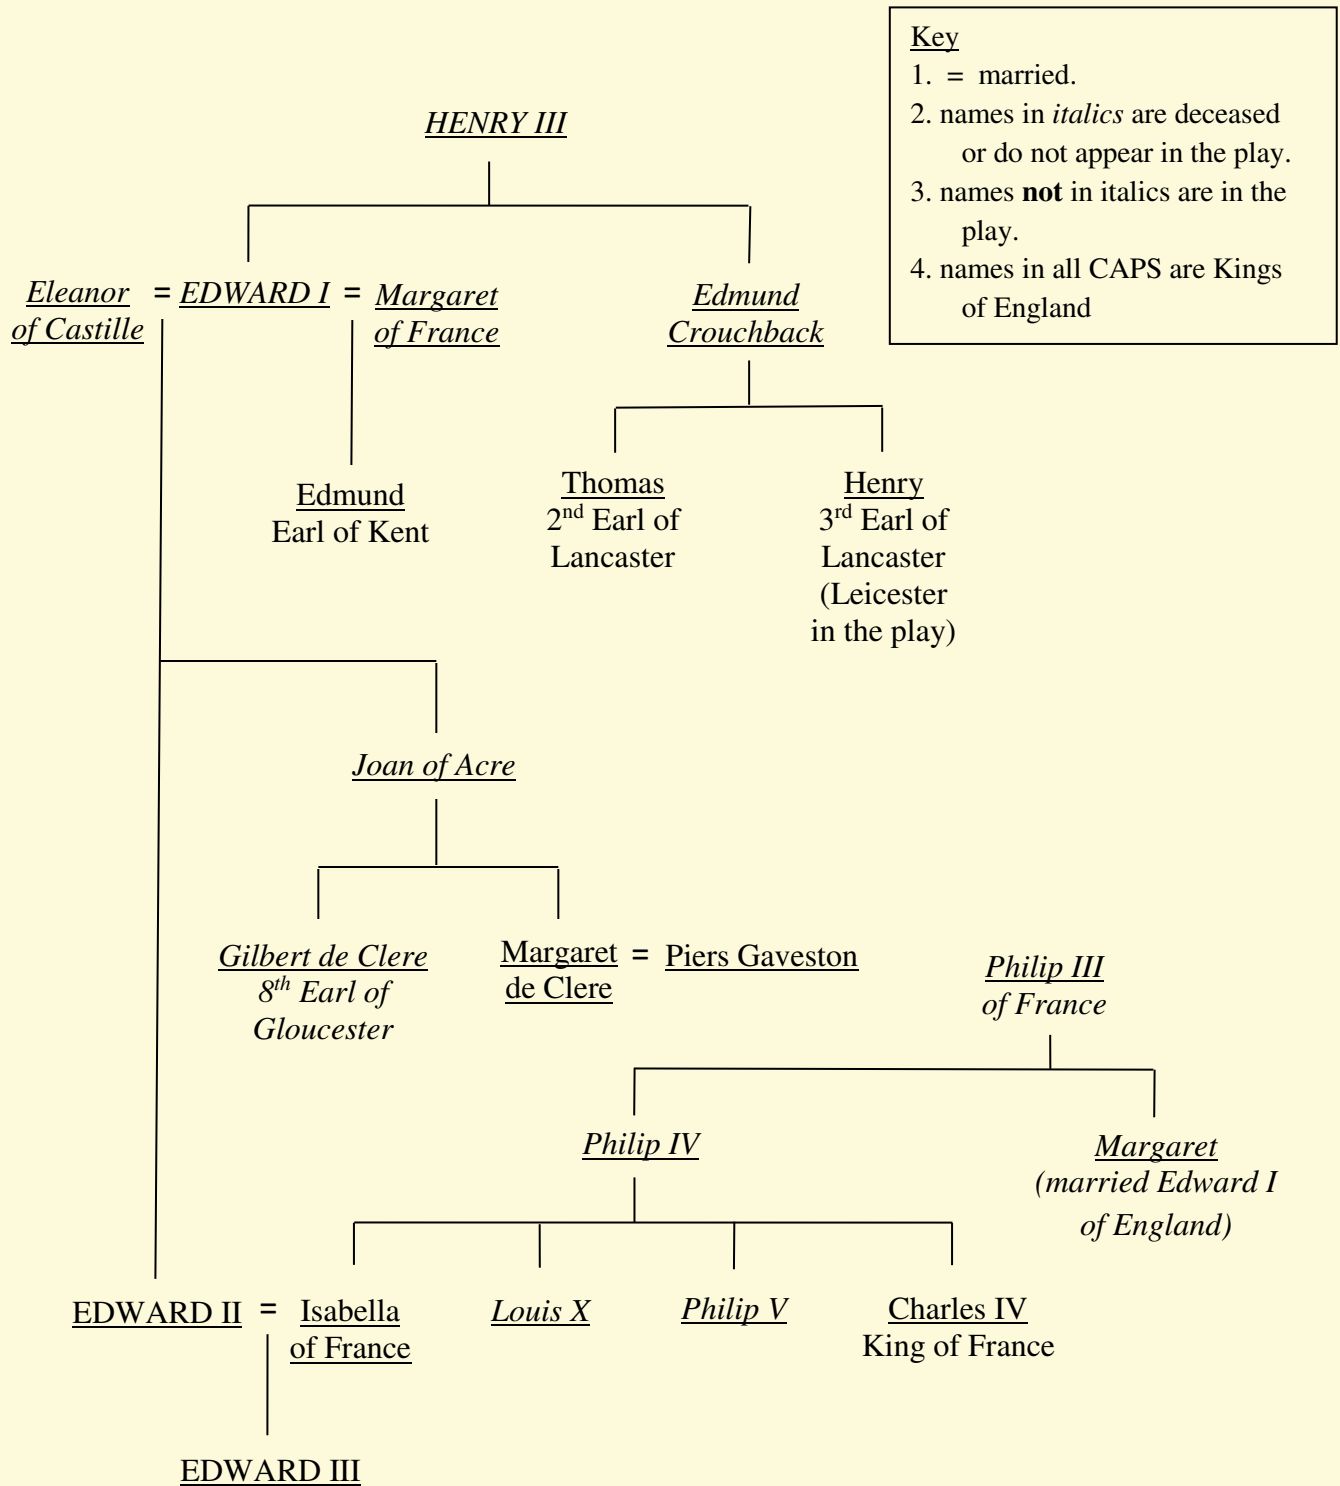 Key
1. = married.
2. names in italics are deceased
or do not appear in the play.
3. names not in italics are in the
play.
4. names in all CAPS are Kings
of England
HENRY III
Eleanor
of Castille
= EDWARD I =
Margaret
of France
Edmund
Crouchback
Edmund
Earl of Kent
Thomas
2nd Earl of
Lancaster
Henry
3rd Earl of
Lancaster
(Leicester
in the play)
Joan of Acre
Gilbert de Clere
8th Earl of
Gloucester
Margaret
de Clere
= Piers Gaveston
Philip III
of France
Philip IV
Margaret
(married Edward I
of England)
EDWARD II =
Isabella
of France
Louis X
Philip V
Charles IV
King of France
EDWARD III